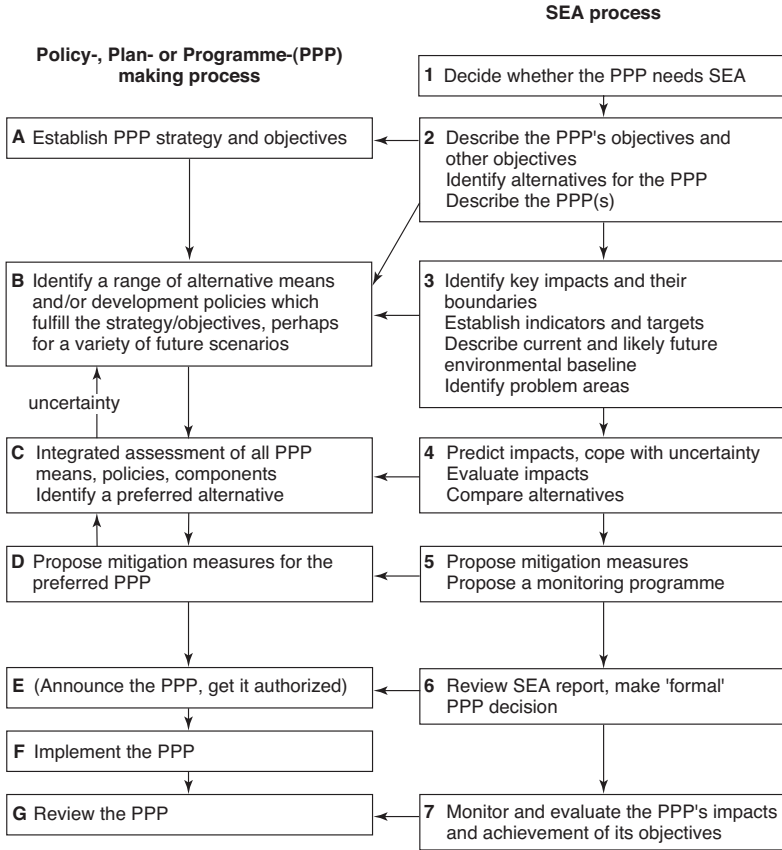 SEA process
Policy-, Plan- or Programme-(PPP)
making process
1 Decide whether the PPP needs SEA
A Establish PPP strategy and objectives
2 Describe the PPP's objectives and
other objectives
Identify alternatives for the PPP
Describe the PPP(s)
B Identify a range of alternative means
and/or development policies which
fulfill the strategy/objectives, perhaps
for a variety of future scenarios
3 Identify key impacts and their
boundaries
Establish indicators and targets
Describe current and likely future
environmental baseline
Identify problem areas
uncertainty
C Integrated assessment of all PPP
means, policies, components
Identify a preferred alternative
4 Predict impacts, cope with uncertainty
Evaluate impacts
Compare alternatives
D Propose mitigation measures for the
preferred PPP
5 Propose mitigation measures
Propose a monitoring programme
E (Announce the PPP, get it authorized)
6 Review SEA report, make 'formal'
PPP decision
F Implement the PPP
G Review the PPP
7 Monitor and evaluate the PPP's impacts
and achievement of its objectives